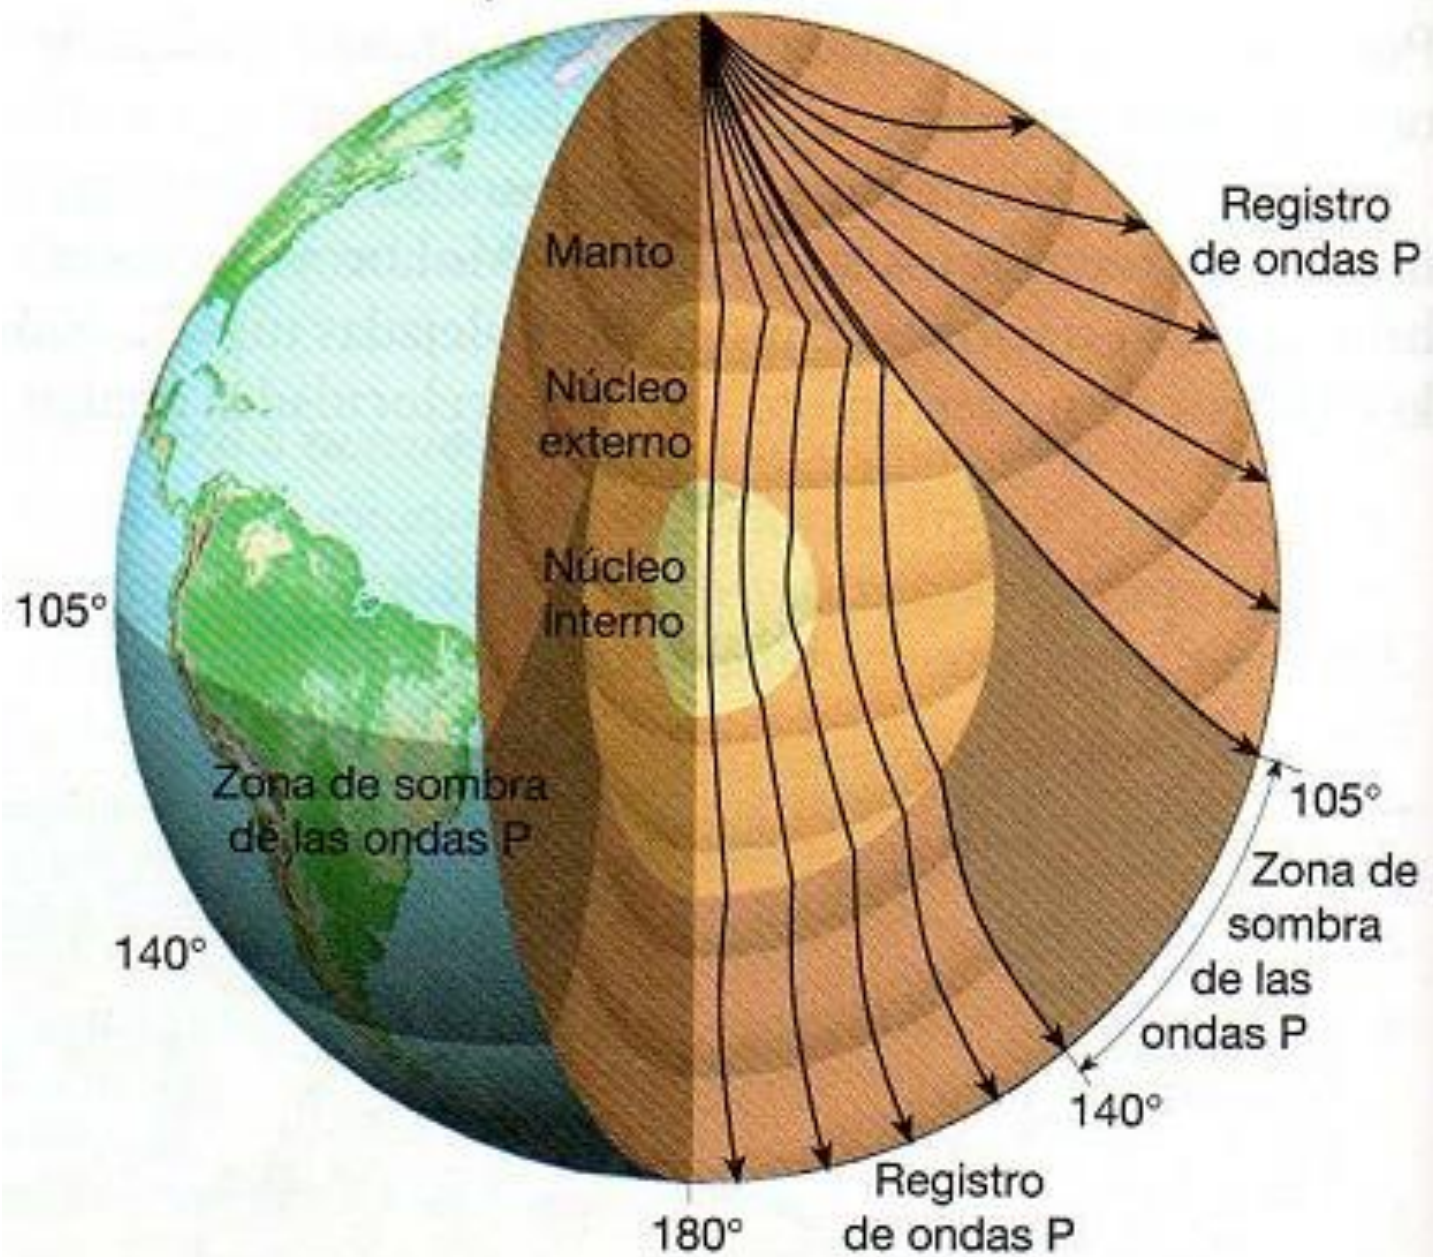 Manto
Núcleo
externo
Núcleo
Interno
Registro
de ondas P
105°
Zona de sombra
de las ondas P
140°
105°
Zona de
sombra
de las
ondas P
140°
180°
Registro
de ondas P